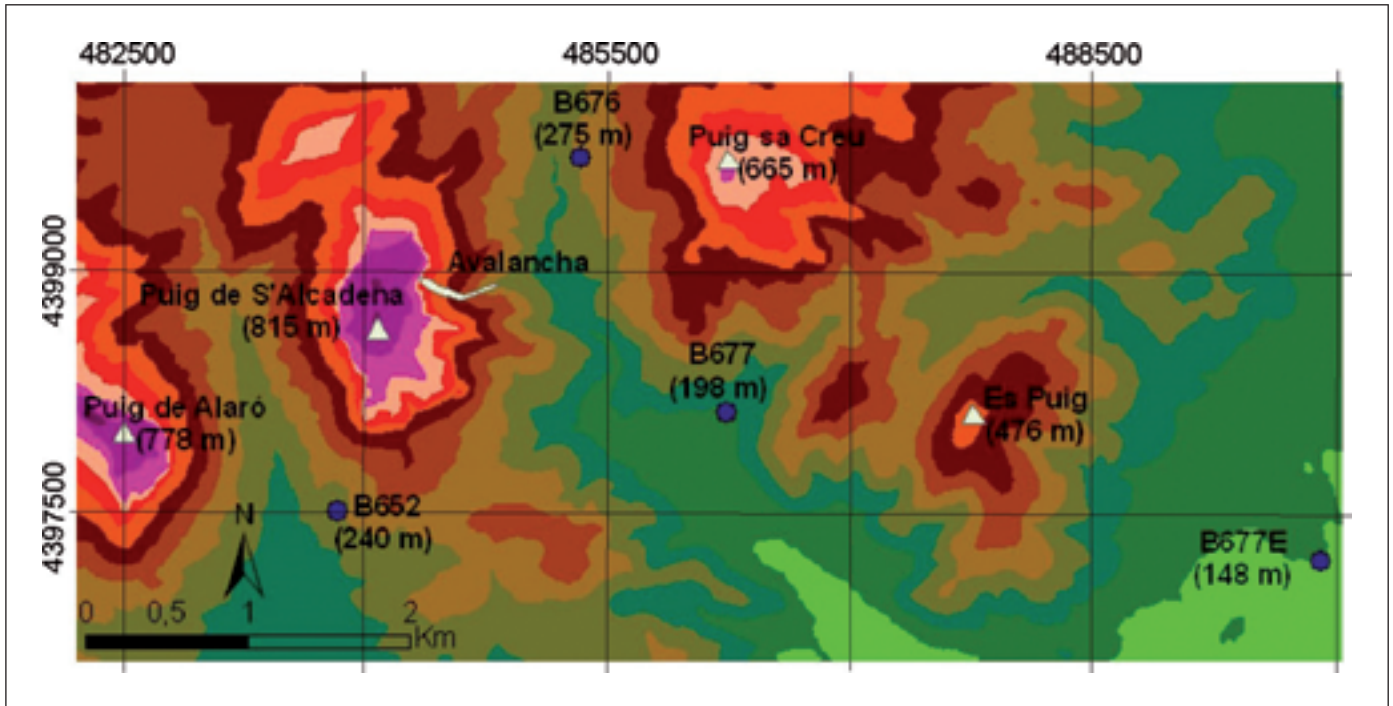 482500
485500
488500
B676
(275 m)
Puig sa Creu
(665 m)
4399000
Avalancha
Puig de S'Alcadena
(815 m)
B677
(198 m)
Puig de Alaró
(778 m)
Es Puig
(476 m)
4397500
N
B652
(240 m)
B677E
(148 m)
0 0,5 1 2
Km